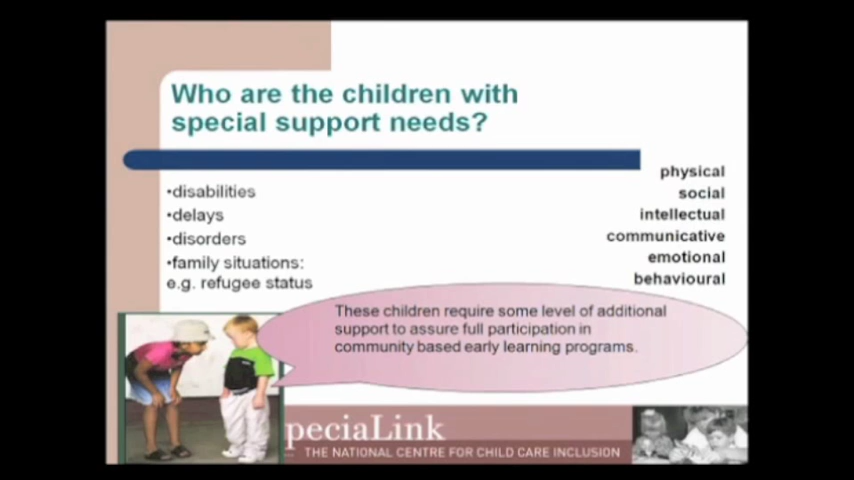 Who are the children with
special support needs?
•disabilities
•delays
•disorders
•family situations:
e.g. refugee status
physical
social
intellectual
communicative
emotional
behavioural
These children require some level of additional
support to assure full participation in
community based early learning programs.
peciaLink
THE NATIONAL CENTRE FOR CHILD CARE INCLUSION